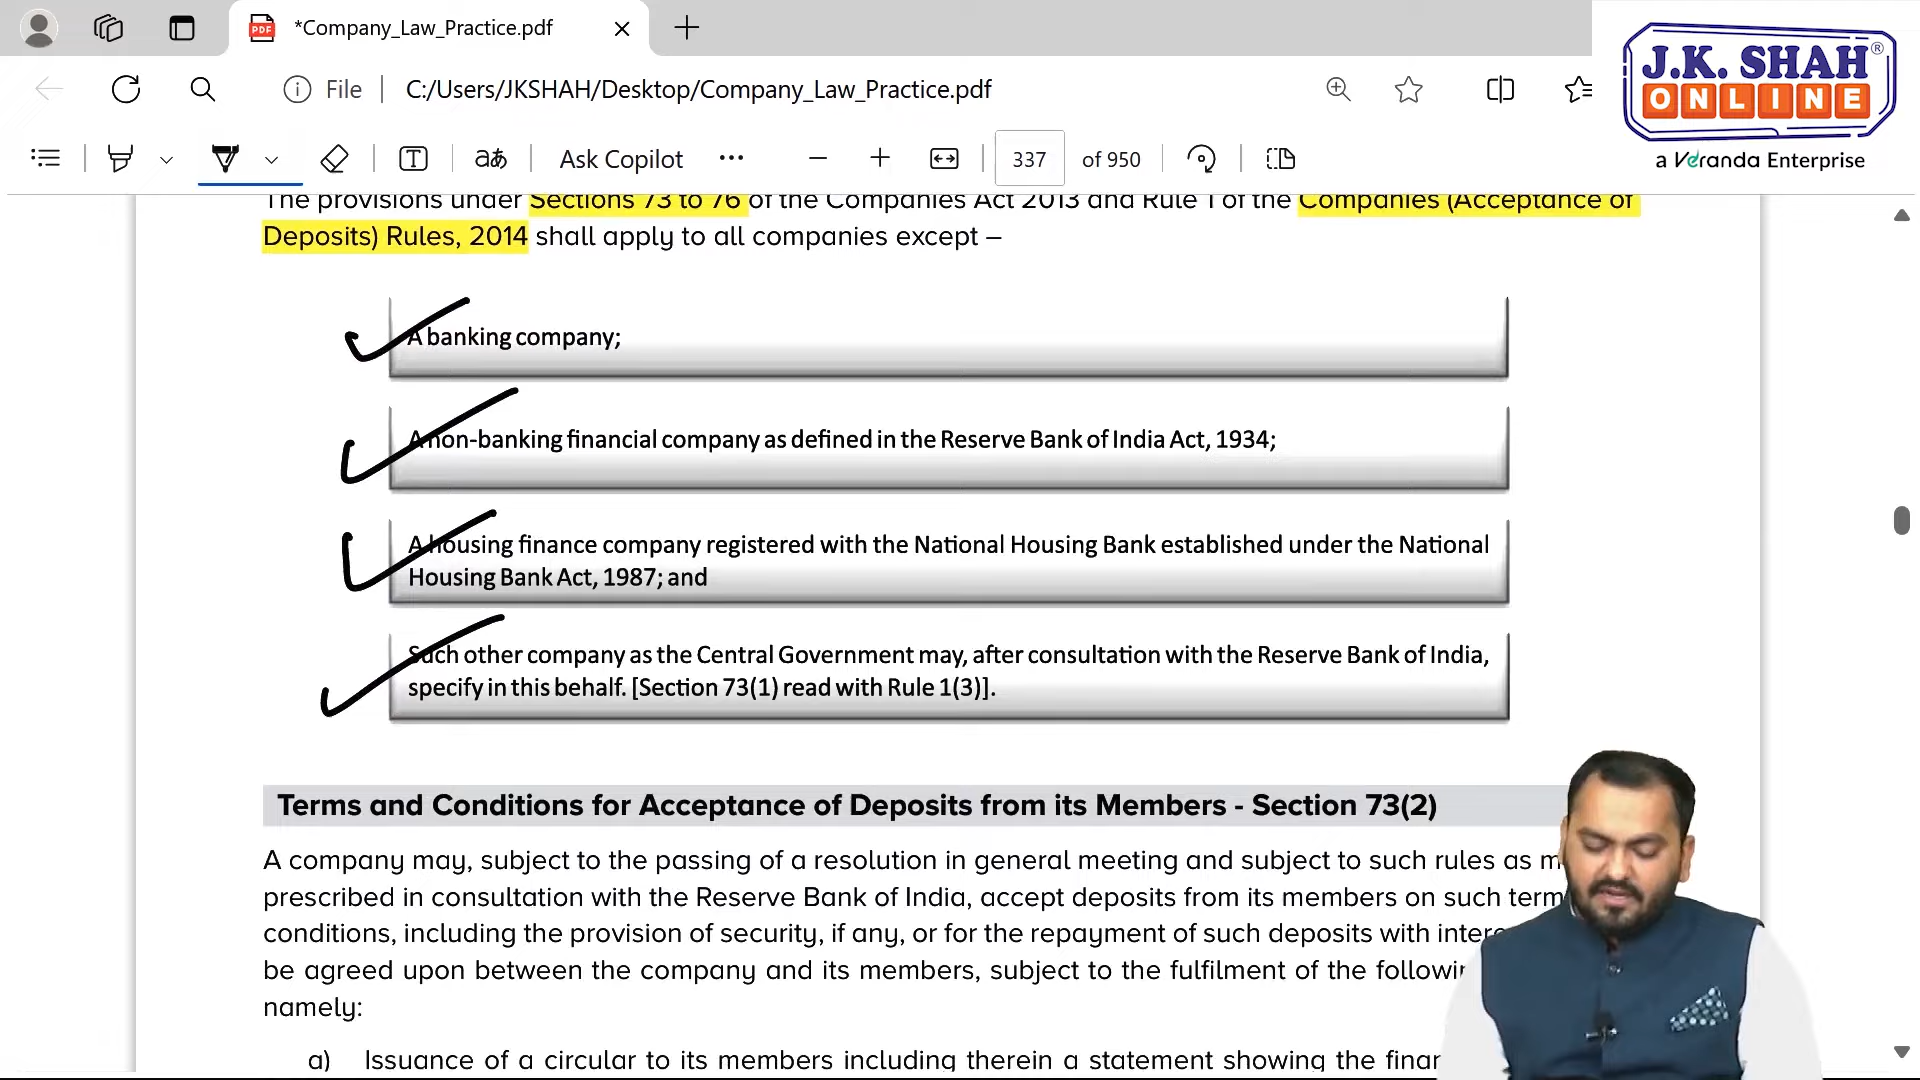 *Company_Law_Practice.pdf
File
C:/Users/JKSHAH/Desktop/Company_Law_Practice.pdf
J.K. SHAH®
ONLINE
a Veranda Enterprise
Ask Copilot
337 of 950
The provisions under Sections 73 to 76 of the Companies Act 2013 and Rule 1 of the Companies (Acceptance of
Deposits) Rules, 2014 shall apply to all companies except –
A banking company;
A non-banking financial company as defined in the Reserve Bank of India Act, 1934;
A housing finance company registered with the National Housing Bank established under the National
Housing Bank Act, 1987; and
Such other company as the Central Government may, after consultation with the Reserve Bank of India,
specify in this behalf. [Section 73(1) read with Rule 1(3)].
Terms and Conditions for Acceptance of Deposits from its Members - Section 73(2)
A company may, subject to the passing of a resolution in general meeting and subject to such rules as
prescribed in consultation with the Reserve Bank of India, accept deposits from its members on such
conditions, including the provision of security, if any, or for the repayment of such deposits with
be agreed upon between the company and its members, subject to the fulfilment of the
namely:
a) Issuance of a circular to its members including therein a statement showing the